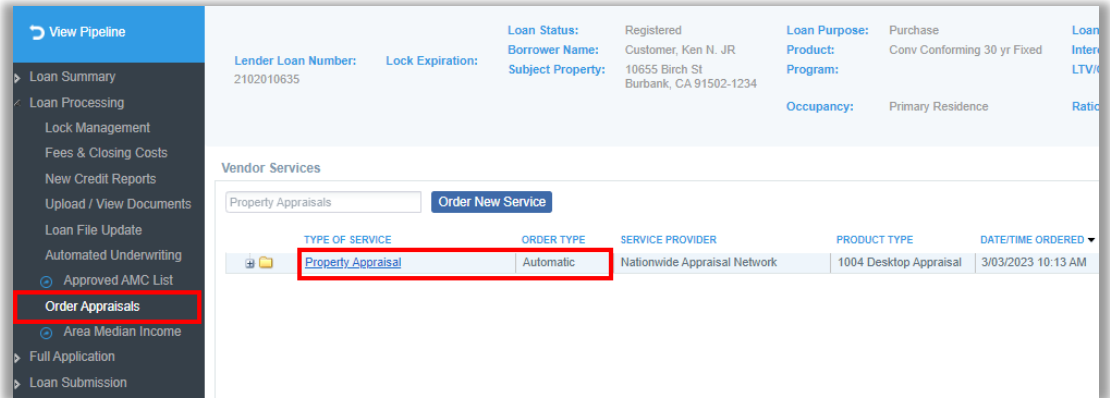 View Pipeline
Loan Summary
Loan Processing
Lock Management
Fees & Closing Costs
New Credit Reports
Upload / View Documents
Loan File Update
Automated Underwriting
Approved AMC List
Order Appraisals
Area Median Income
Full Application
Loan Submission
Lender Loan Number: Lock Expiration:
2102010635
Loan Status: Registered
Borrower Name: Customer, Ken N. JR
Subject Property: 10655 Birch St
Burbank, CA 91502-1234
Loan Purpose: Purchase
Product: Conv Conforming 30 yr Fixed
Program:
Occupancy: Primary Residence
Loan
LTV/
Vendor Services
Property Appraisals Order New Service
TYPE OF SERVICE ORDER TYPE SERVICE PROVIDER PRODUCT TYPE DATE/TIME ORDERED
Property Appraisal Automatic Nationwide Appraisal Network 1004 Desktop Appraisal 3/03/2023 10:13 AM